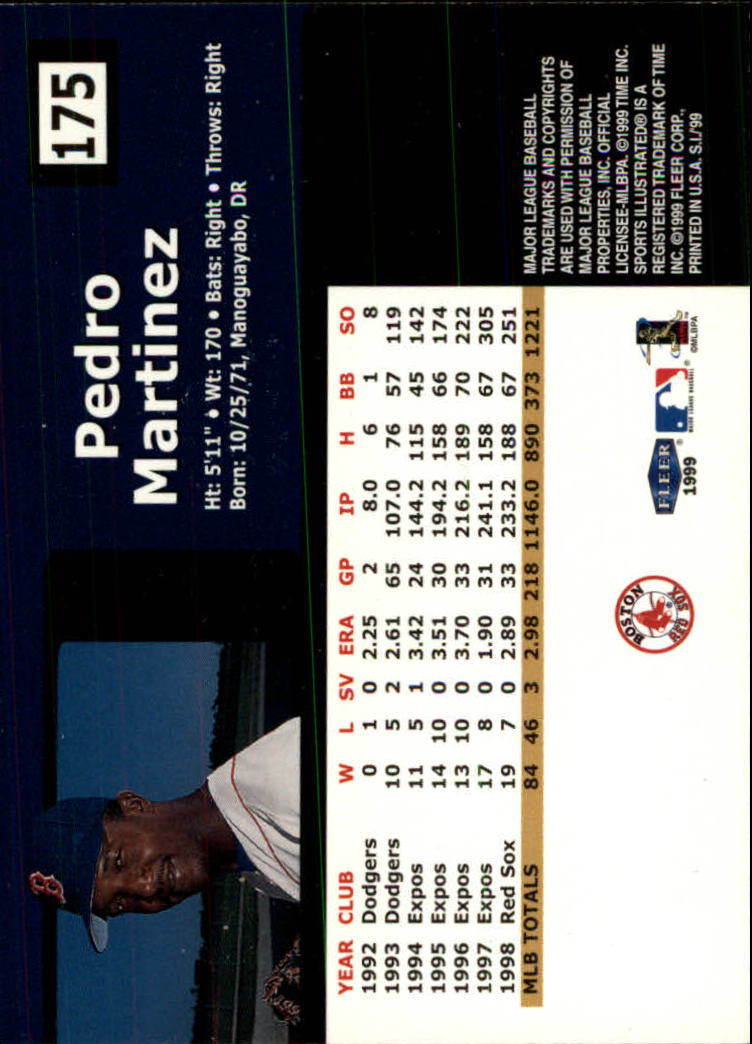 175
Pedro
Martinez
Ht: 5'11" • Wt: 170 • Bats: Right • Throws: Right
Born: 10/25/71, Manoguayabo, DR
B
YEAR CLUB W L SV ERA GP IP H BB SO
1992 Dodgers 0 1 0 2.25 2 8.0 6 1 8
1993 Dodgers 10 5 2 2.61 65 107.0 76 57 119
1994 Expos 11 5 1 3.42 24 144.2 115 45 142
1995 Expos 14 10 0 3.51 30 194.2 158 66 174
1996 Expos 13 10 0 3.70 33 216.2 189 70 222
1997 Expos 17 8 0 1.90 31 241.1 158 67 305
1998 Red Sox 19 7 0 2.89 33 233.2 188 67 251
MLB TOTALS 84 46 3 2.98 218 1146.0 890 373 1221
BOSTON
RED SOX
FLEER®
1999
MAJOR LEAGUE BASEBALL®
©MLBPA
MAJOR LEAGUE BASEBALL
TRADEMARKS AND COPYRIGHTS
ARE USED WITH PERMISSION OF
MAJOR LEAGUE BASEBALL
PROPERTIES, INC. OFFICIAL
LICENSEE-MLBPA. ©1999 TIME INC.
SPORTS ILLUSTRATED® IS A
REGISTERED TRADEMARK OF TIME
INC. ©1999 FLEER CORP.,
PRINTED IN U.S.A. S.I./'99